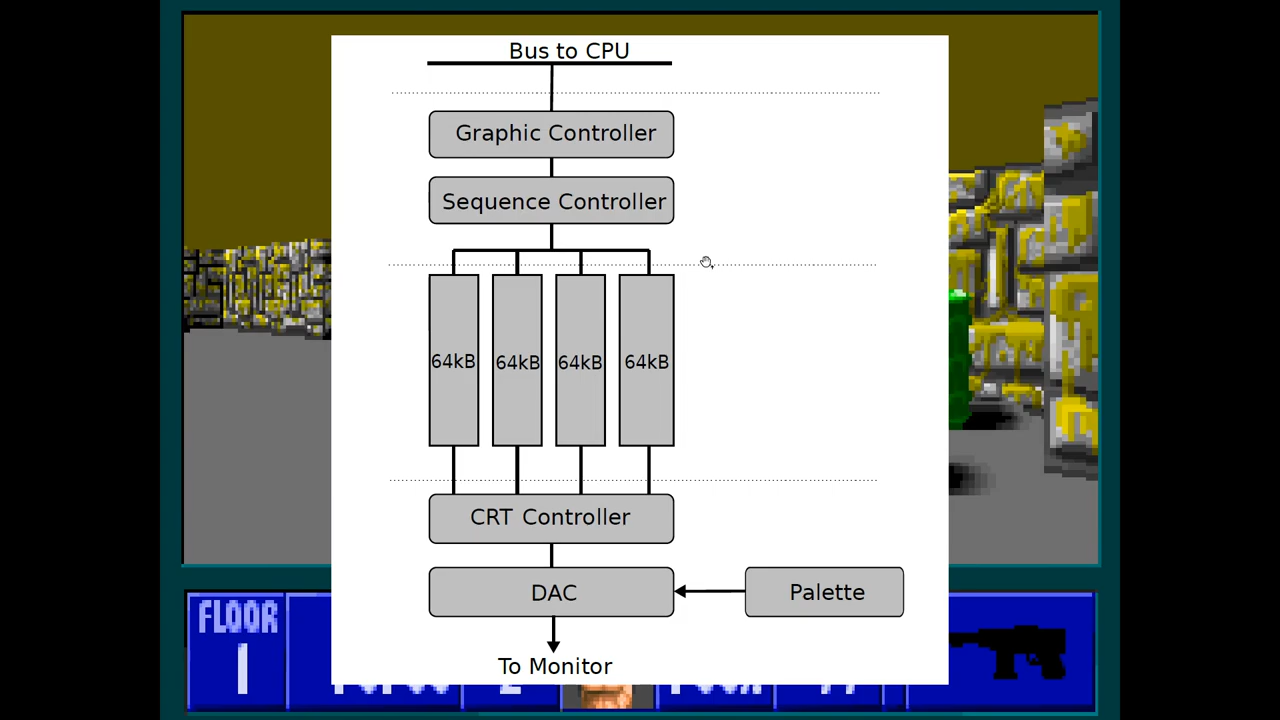 Bus to CPU
Graphic Controller
Sequence Controller
64kB 64kB 64kB 64kB
CRT Controller
DAC
Palette
To Monitor
FLOOR
1